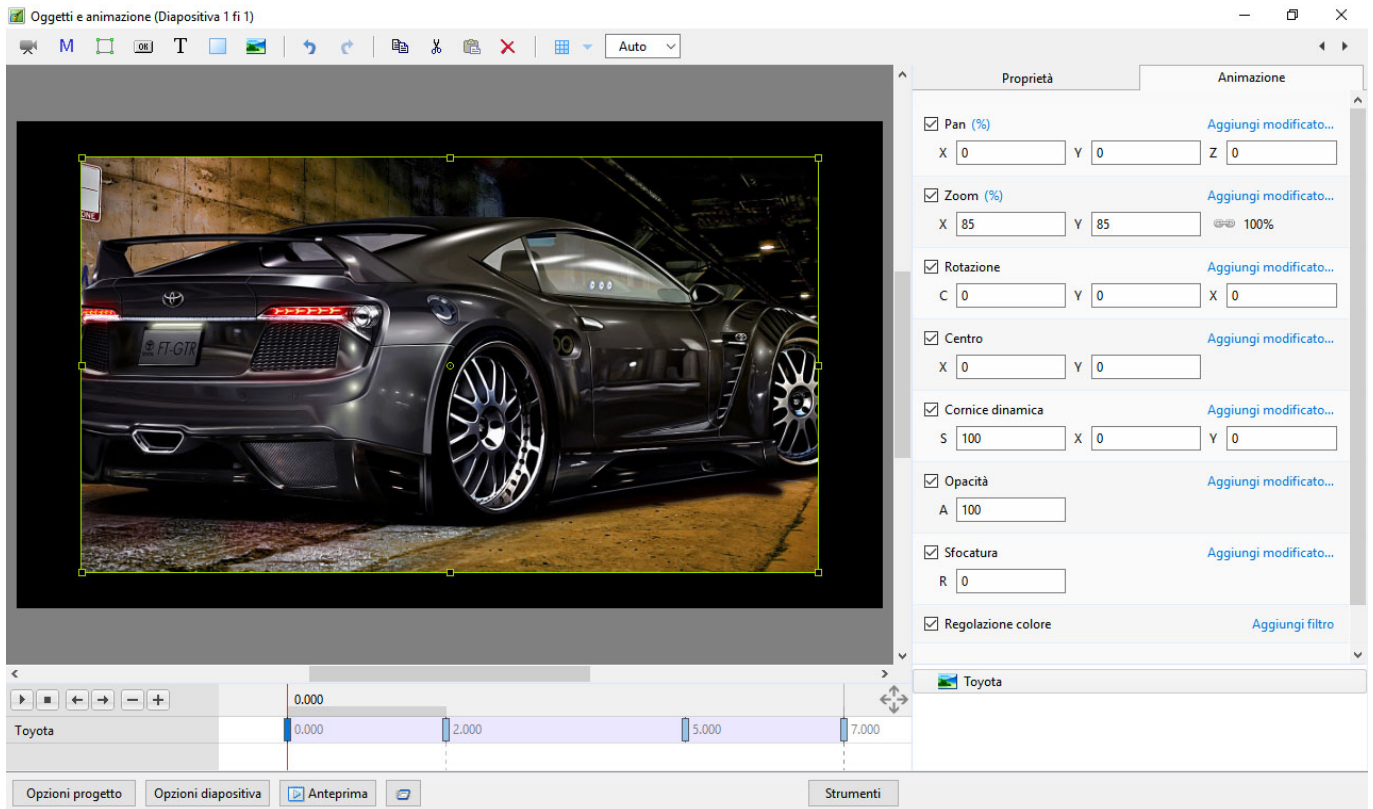 Oggetti e animazione (Diapositiva 1 fi 1)
M OK T Auto
Proprietà Animazione
Pan (%) Aggiungi modificato...
X 0 Y 0 Z 0
Zoom (%) Aggiungi modificato...
X 85 Y 85 100%
Rotazione Aggiungi modificato...
C 0 Y 0 X 0
Centro Aggiungi modificato...
X 0 Y 0
Cornice dinamica Aggiungi modificato...
S 100 X 0 Y 0
Opacità Aggiungi modificato...
A 100
Sfocatura Aggiungi modificato...
R 0
Regolazione colore Aggiungi filtro
FT-GTR
Toyota
0.000
Toyota 0.000 2.000 5.000 7.000
Opzioni progetto Opzioni diapositiva Anteprima Strumenti